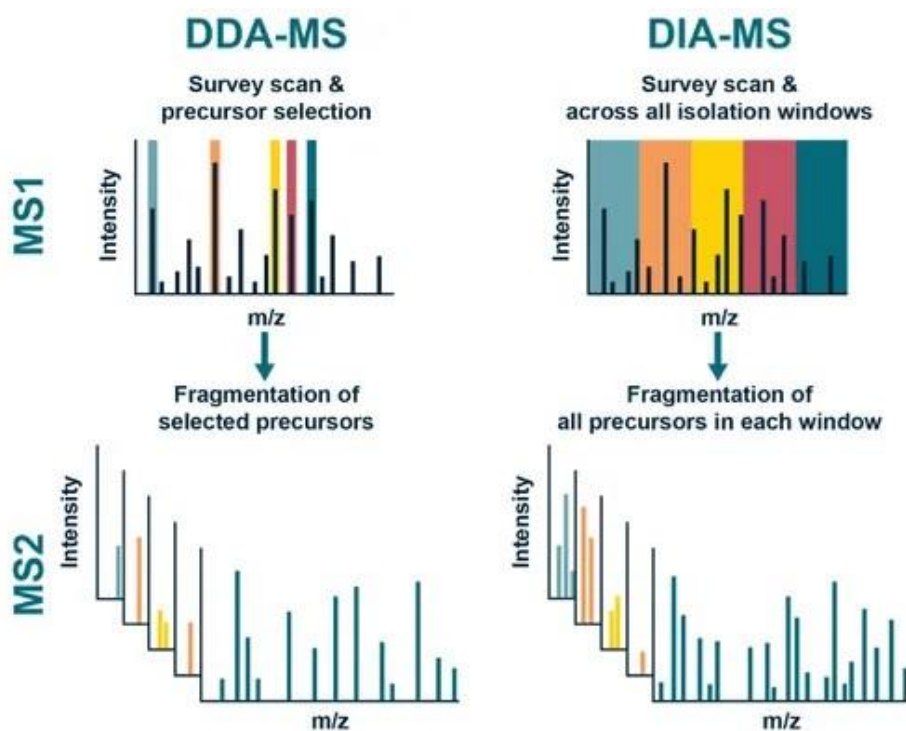 DDA-MS
DIA-MS
Survey scan &
precursor selection
Survey scan &
across all isolation windows
MS1
Intensity
m/z
Intensity
m/z
Fragmentation of
selected precursors
Fragmentation of
all precursors in each window
MS2
Intensity
m/z
Intensity
m/z